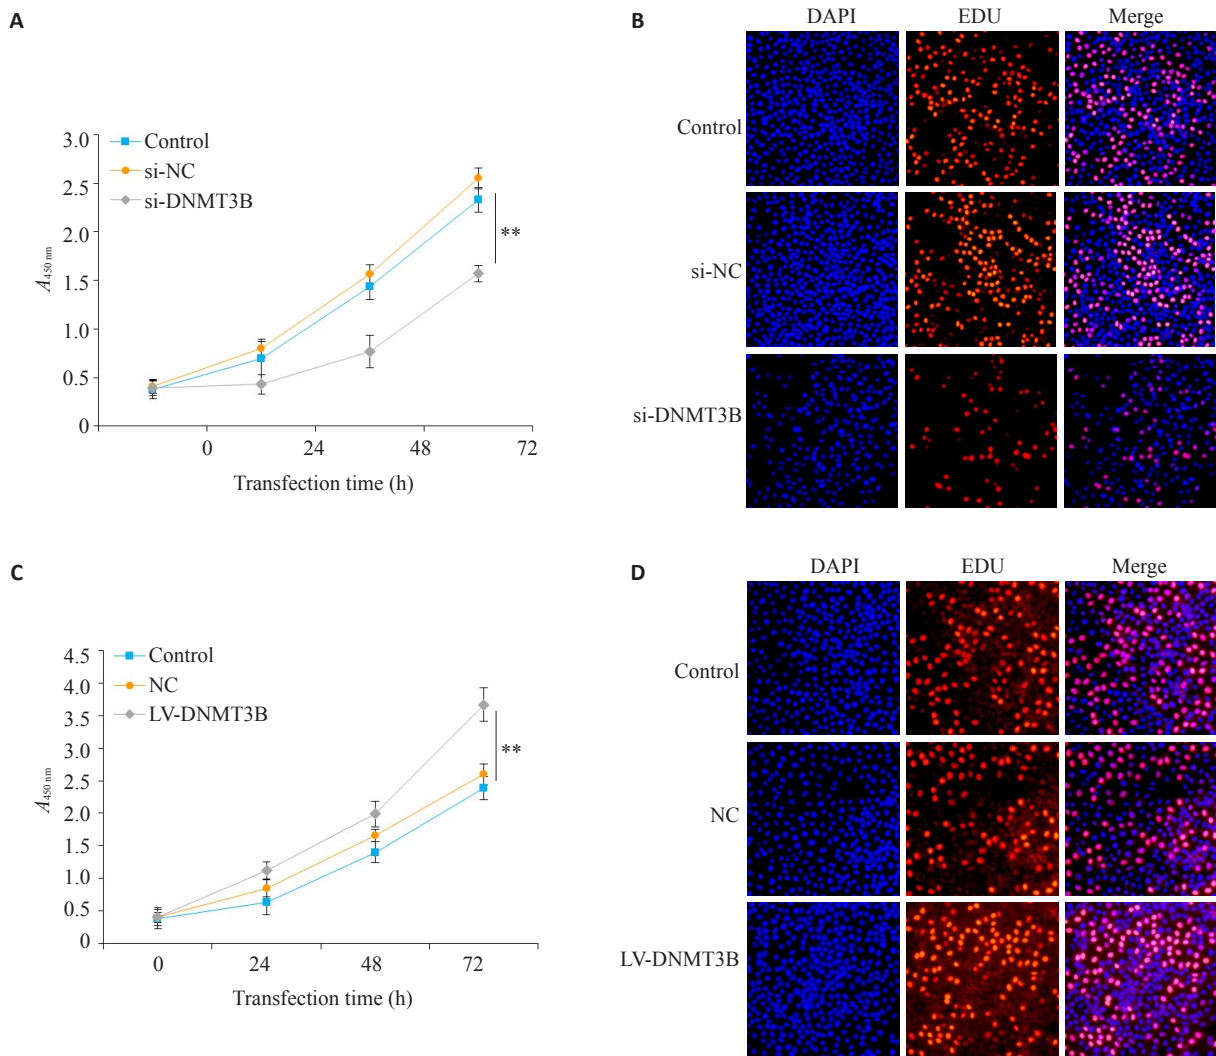 A
3.0
2.5
2.0
1.5
1.0
0.5
0
Control
si-NC
si-DNMT3B
**
A450 nm
0 24 48 72
Transfection time (h)
B
DAPI EDU Merge
Control
si-NC
si-DNMT3B
C
4.5
4.0
3.5
3.0
2.5
2.0
1.5
1.0
0.5
0
Control
NC
LV-DNMT3B
**
A450 nm
0 24 48 72
Transfection time (h)
D
DAPI EDU Merge
Control
NC
LV-DNMT3B